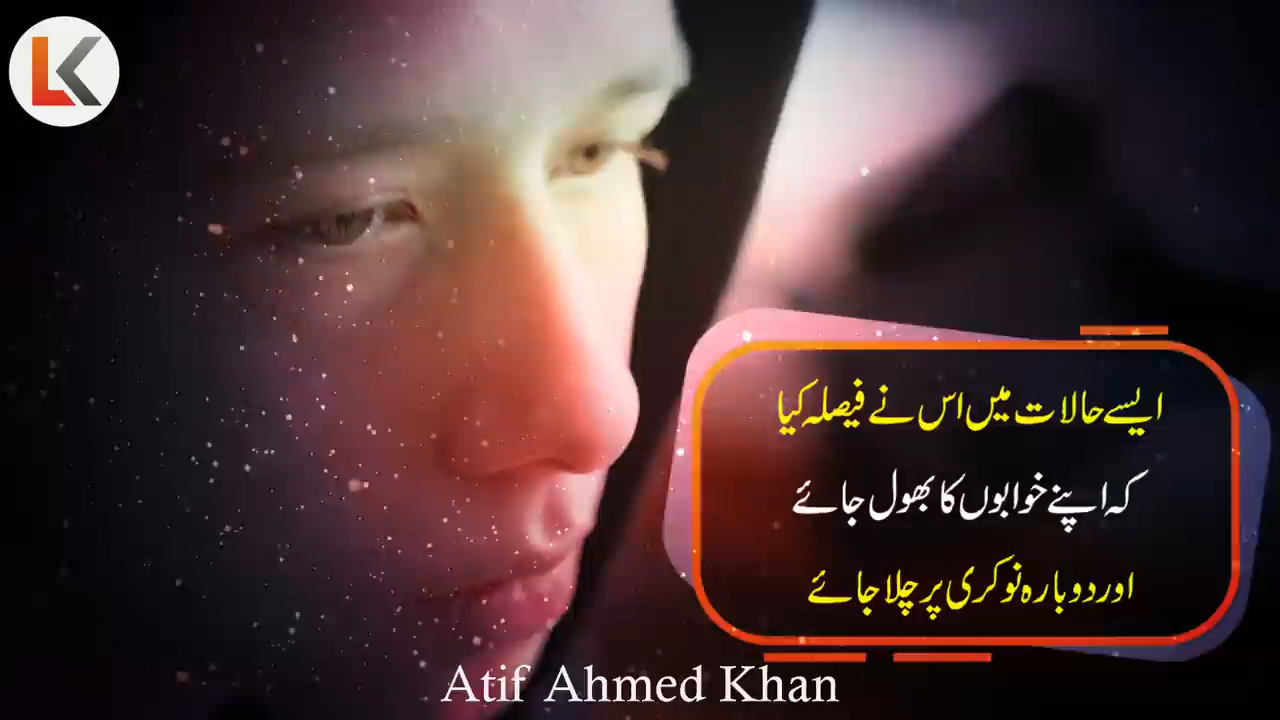 LK
ایسے حالات میں اس نے فیصلہ کیا
کہ اپنے خوابوں کا بھول جائے
اور دوبارہ نوکری پر چلا جائے
Atif Ahmed Khan